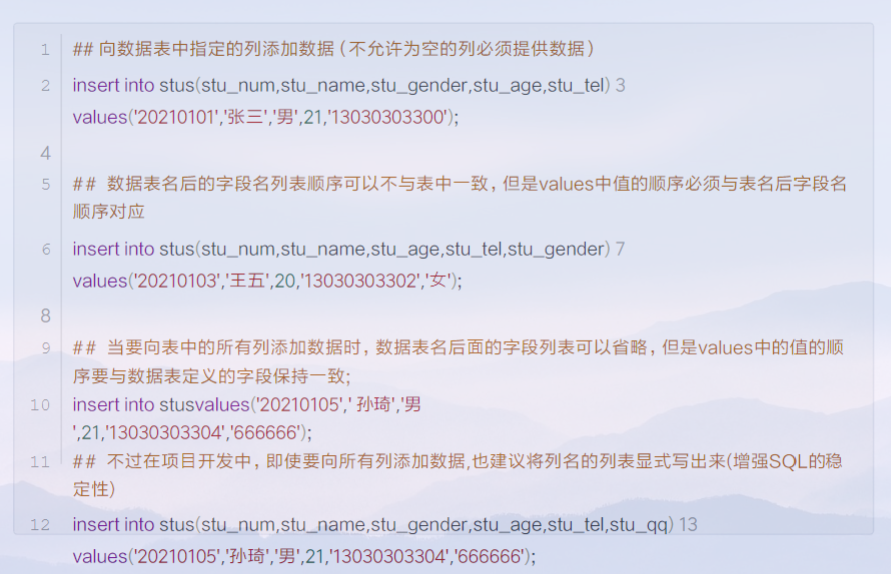 1 ## 向数据表中指定的列添加数据（不允许为空的列必须提供数据）
2 insert into stus(stu_num,stu_name,stu_gender,stu_age,stu_tel) 3
values('20210101','张三','男',21,'13030303300');
4
5 ## 数据表名后的字段名列表顺序可以不与表中一致，但是values中值的顺序必须与表名后字段名
顺序对应
6 insert into stus(stu_num,stu_name,stu_age,stu_tel,stu_gender) 7
values('20210103','王五',20,'13030303302','女');
8
9 ## 当要向表中的所有列添加数据时，数据表名后面的字段列表可以省略，但是values中的值的顺
序要与数据表定义的字段保持一致;
10 insert into stusvalues('20210105',' 孙琦','男
',21,'13030303304','666666');
11 ## 不过在项目开发中，即使要向所有列添加数据,也建议将列名的列表显式写出来(增强SQL的稳
定性)
12 insert into stus(stu_num,stu_name,stu_gender,stu_age,stu_tel,stu_qq) 13
values('20210105','孙琦','男',21,'13030303304','666666');